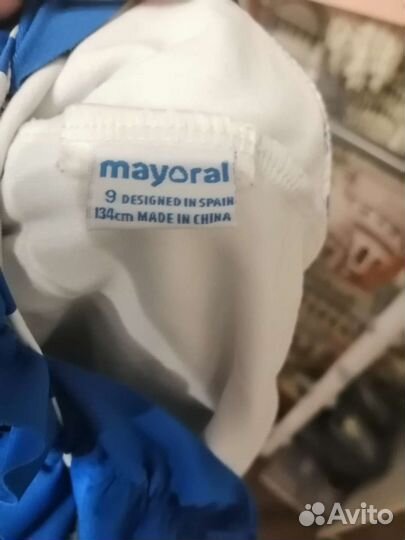 mayoral
9 DESIGNED IN SPAIN
134cm MADE IN CHINA
Avito